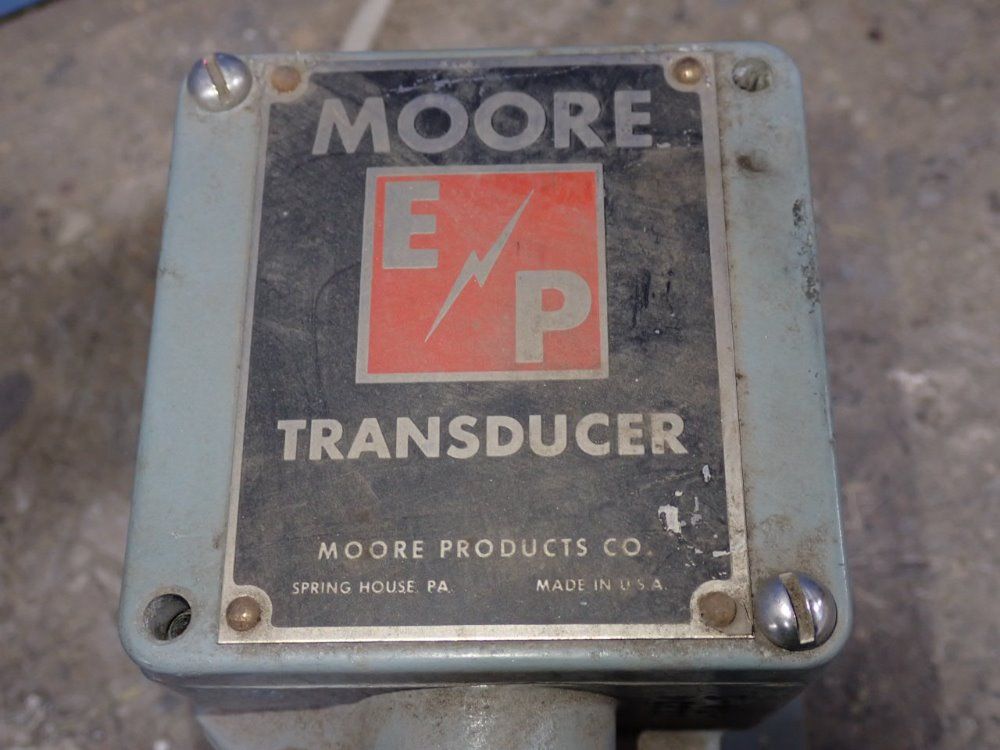 MOORE
E
P
TRANSDUCER
MOORE PRODUCTS CO.
SPRING HOUSE, PA. MADE IN U.S.A.